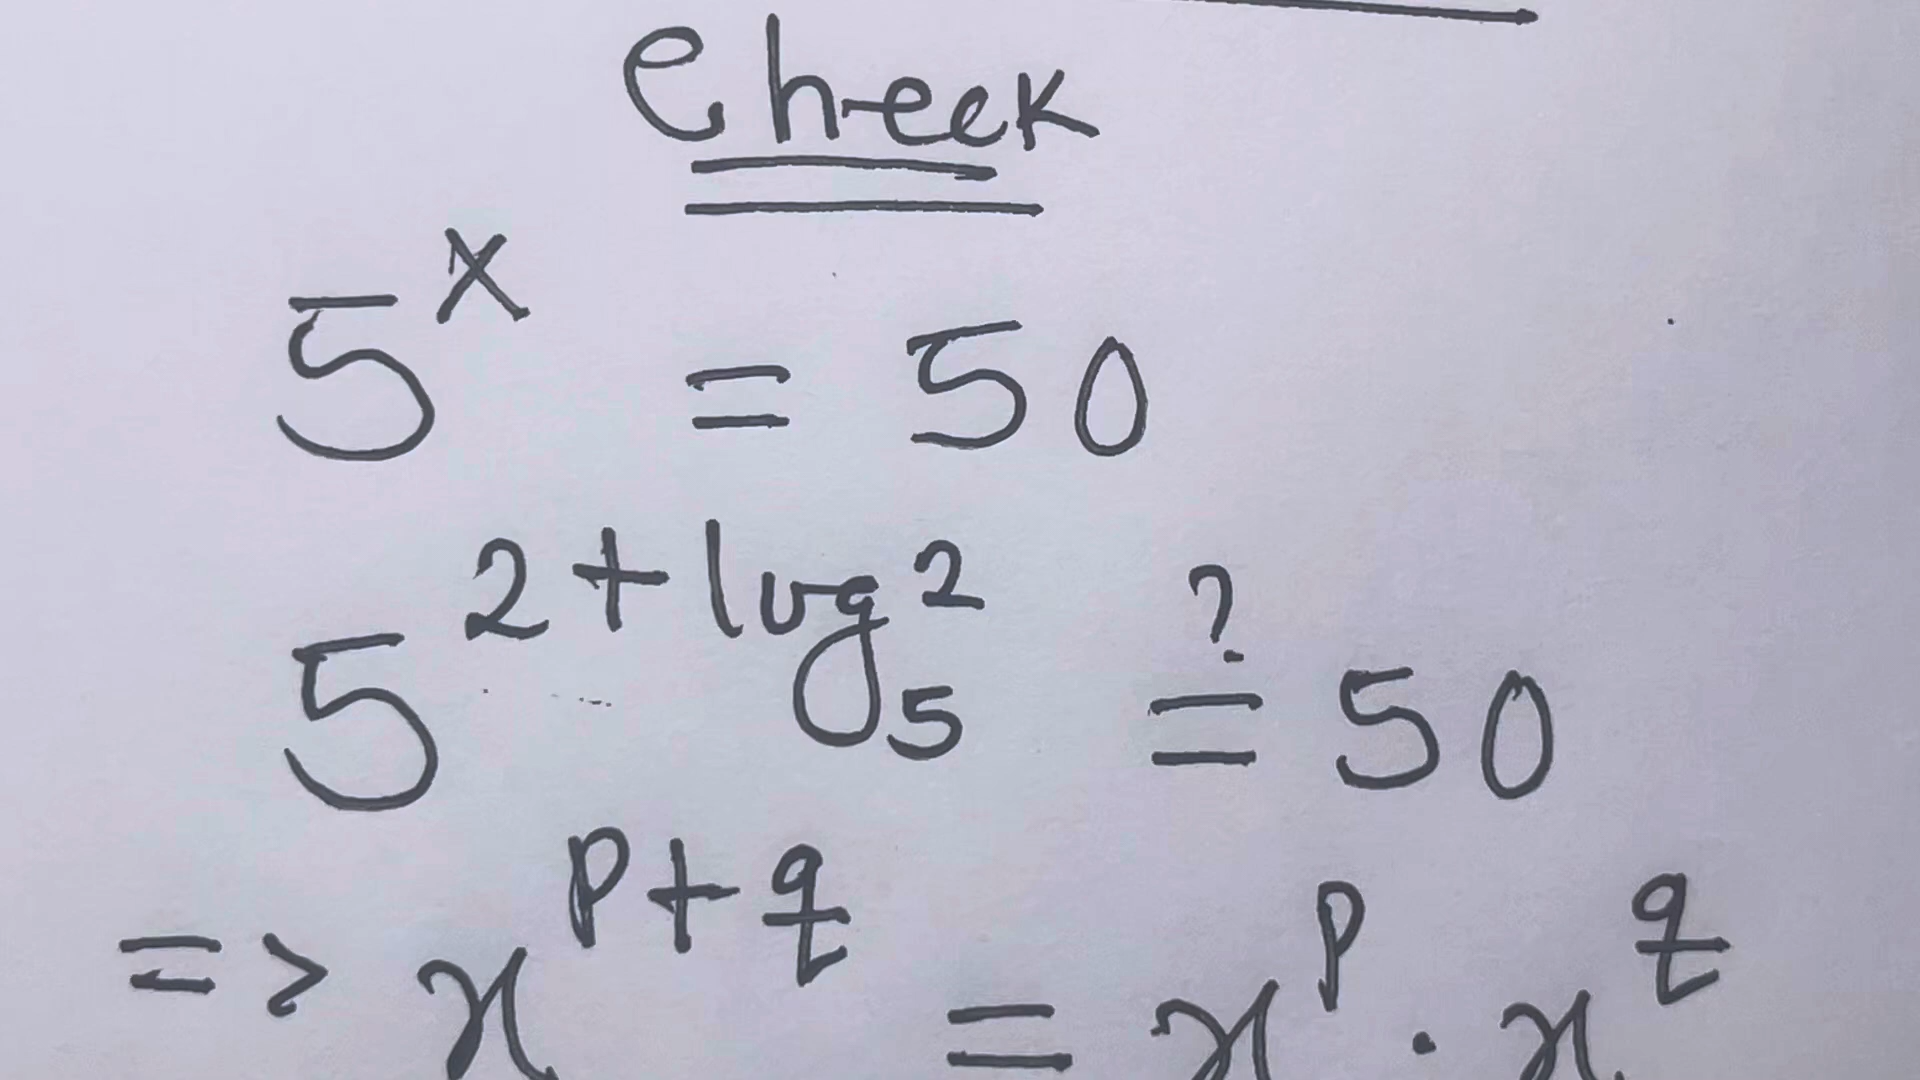 Check
5^x = 50
5^{2+log_5 2} ?= 50
=> x^{p+q} = x^p · x^q